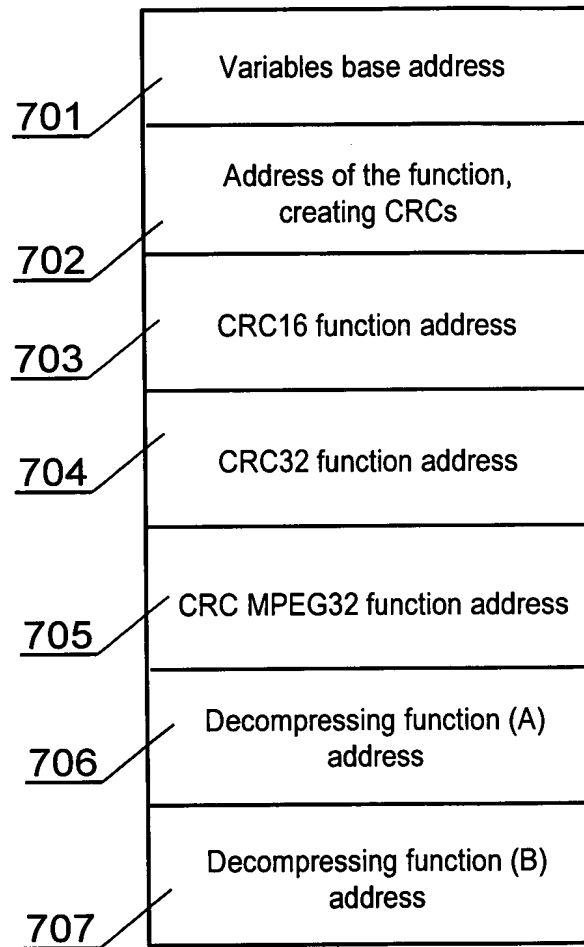 Variables base address
701
Address of the function,
creating CRCs
702
CRC16 function address
703
CRC32 function address
704
CRC MPEG32 function address
705
Decompressing function (A)
address
706
Decompressing function (B)
address
707